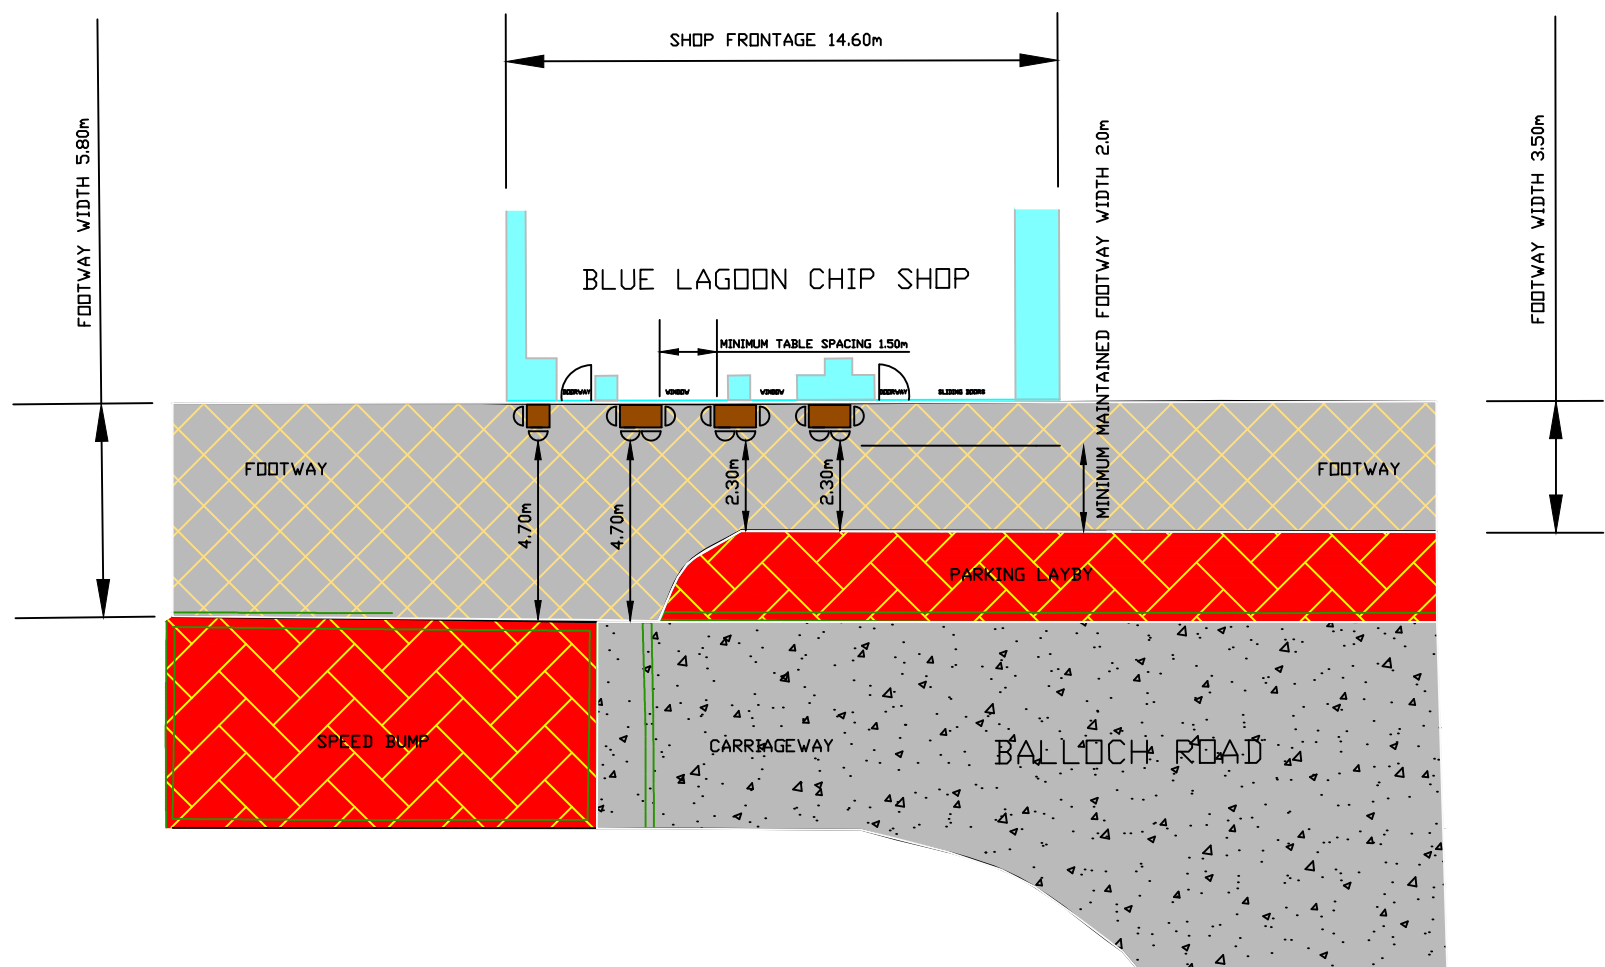 SHOP FRONTAGE 14.60m
FOOTWAY WIDTH 5.80m
MINIMUM MAINTAINED FOOTWAY WIDTH 2.0m
FOOTWAY WIDTH 3.50m
BLUE LAGOON CHIP SHOP
MINIMUM TABLE SPACING 1.50m
DOORWAY
WINDOW
WINDOW
DOORWAY
SLIDING DOORS
FOOTWAY
FOOTWAY
4.70m
4.70m
2.30m
2.30m
PARKING LAYBY
SPEED BUMP
CARRIAGEWAY
BALLOCH ROAD